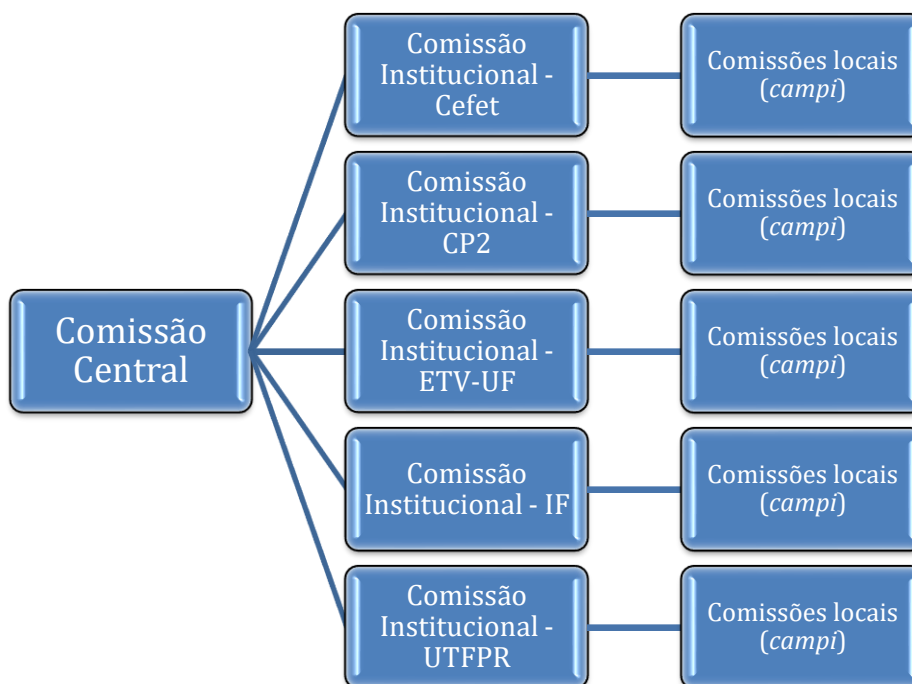 Comissão
Institucional -
Cefet
Comissões locais
(campi)
Comissão
Institucional -
CP2
Comissões locais
(campi)
Comissão
Central
Comissão
Institucional -
ETV-UF
Comissões locais
(campi)
Comissão
Institucional - IF
Comissões locais
(campi)
Comissão
Institucional -
UTFPR
Comissões locais
(campi)